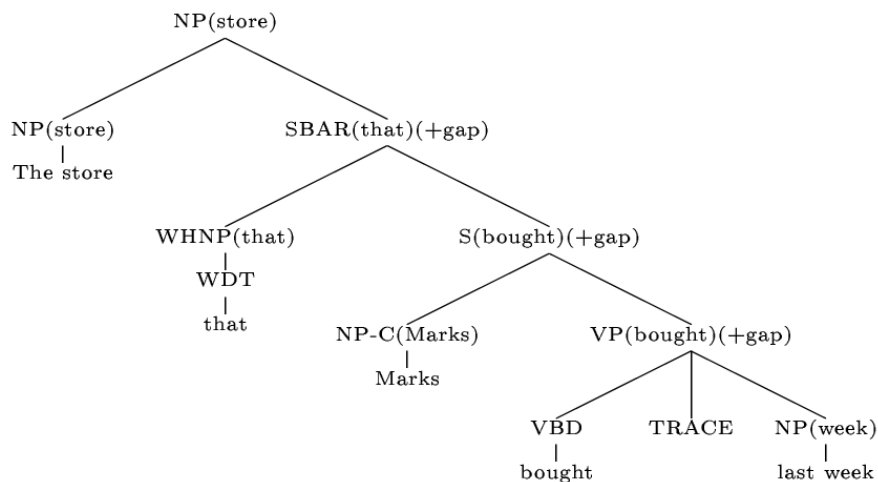 NP(store)
NP(store) SBAR(that)(+gap)
The store
WHNP(that) S(bought)(+gap)
WDT
that NP-C(Marks) VP(bought)(+gap)
Marks
VBD TRACE NP(week)
bought last week